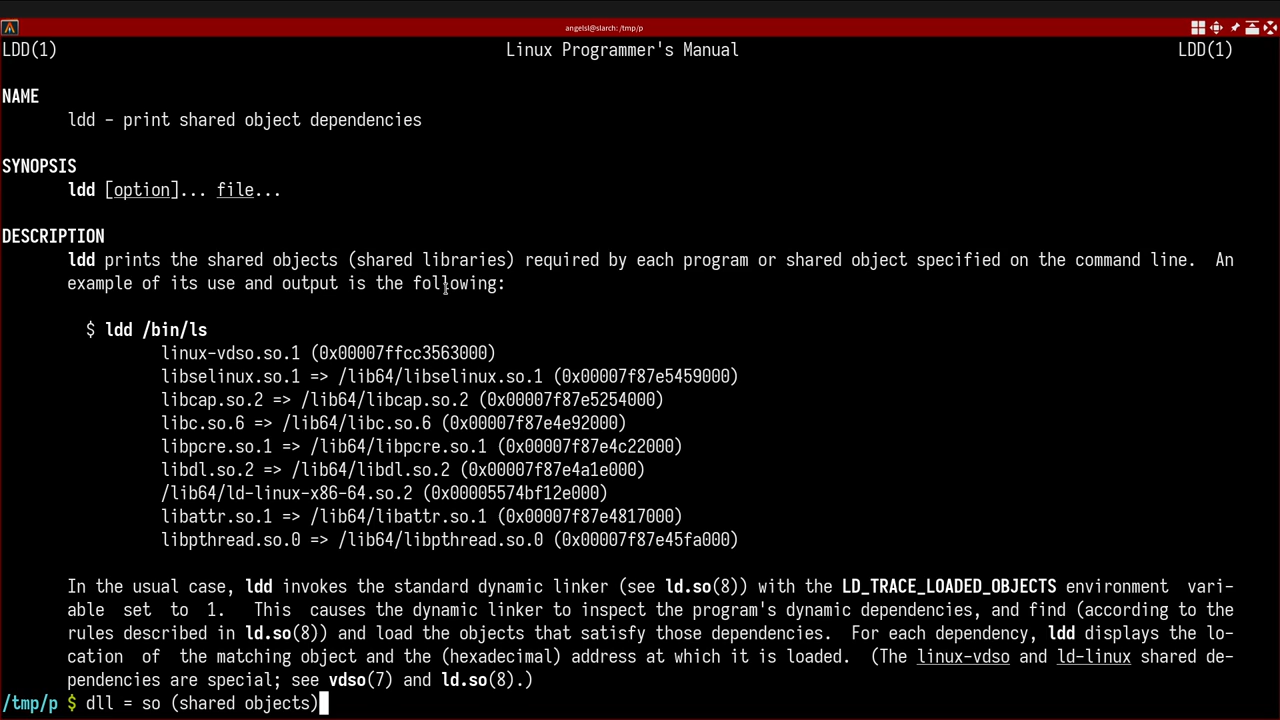 angelsl@slarch: /tmp/p
LDD(1) Linux Programmer's Manual LDD(1)
NAME
ldd - print shared object dependencies
SYNOPSIS
ldd [option]... file...
DESCRIPTION
ldd prints the shared objects (shared libraries) required by each program or shared object specified on the command line. An
example of its use and output is the following:
$ ldd /bin/ls
linux-vdso.so.1 (0x00007ffcc3563000)
libselinux.so.1 => /lib64/libselinux.so.1 (0x00007f87e5459000)
libcap.so.2 => /lib64/libcap.so.2 (0x00007f87e5254000)
libc.so.6 => /lib64/libc.so.6 (0x00007f87e4e92000)
libpcre.so.1 => /lib64/libpcre.so.1 (0x00007f87e4c22000)
libdl.so.2 => /lib64/libdl.so.2 (0x00007f87e4a1e000)
/lib64/ld-linux-x86-64.so.2 (0x00005574bf12e000)
libattr.so.1 => /lib64/libattr.so.1 (0x00007f87e4817000)
libpthread.so.0 => /lib64/libpthread.so.0 (0x00007f87e45fa000)
In the usual case, ldd invokes the standard dynamic linker (see ld.so(8)) with the LD_TRACE_LOADED_OBJECTS environment vari-
able set to 1. This causes the dynamic linker to inspect the program's dynamic dependencies, and find (according to the
rules described in ld.so(8)) and load the objects that satisfy those dependencies. For each dependency, ldd displays the lo-
cation of the matching object and the (hexadecimal) address at which it is loaded. (The linux-vdso and ld-linux shared de-
pendencies are special; see vdso(7) and ld.so(8).)
/tmp/p $ dll = so (shared objects)